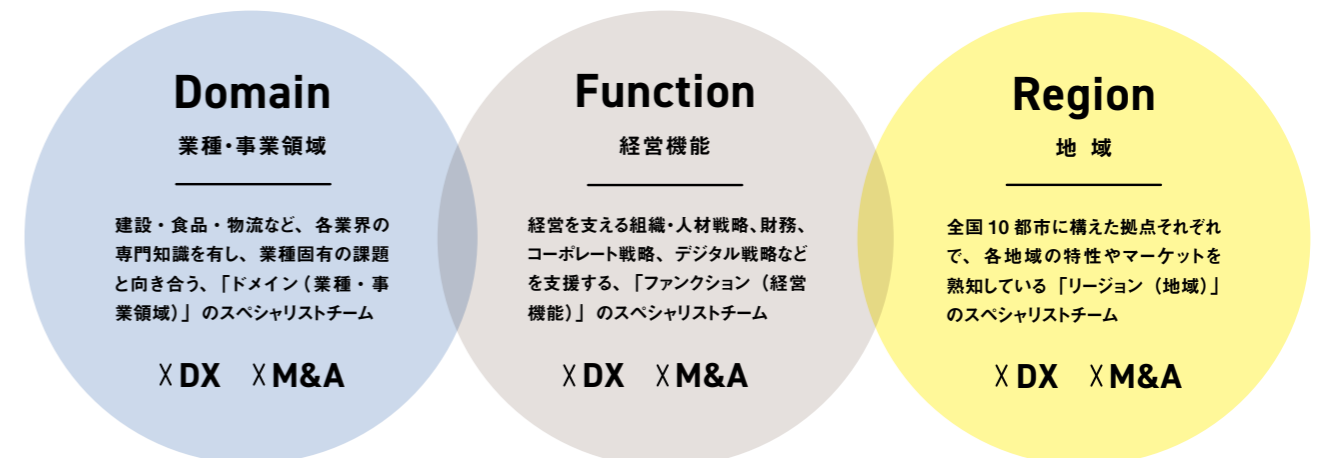 Domain
業種・事業領域
建設・食品・物流など、各業界の
専門知識を有し、業種固有の課題
と向き合う、「ドメイン（業種・事
業領域）」のスペシャリストチーム
× DX × M&A
Function
経営機能
経営を支える組織・人材戦略、財務、
コーポレート戦略、デジタル戦略など
を支援する、「ファンクション（経営
機能）」のスペシャリストチーム
× DX × M&A
Region
地域
全国10都市に構えた拠点それぞれ
で、各地域の特性やマーケットを
熟知している「リージョン（地域）」
のスペシャリストチーム
× DX × M&A